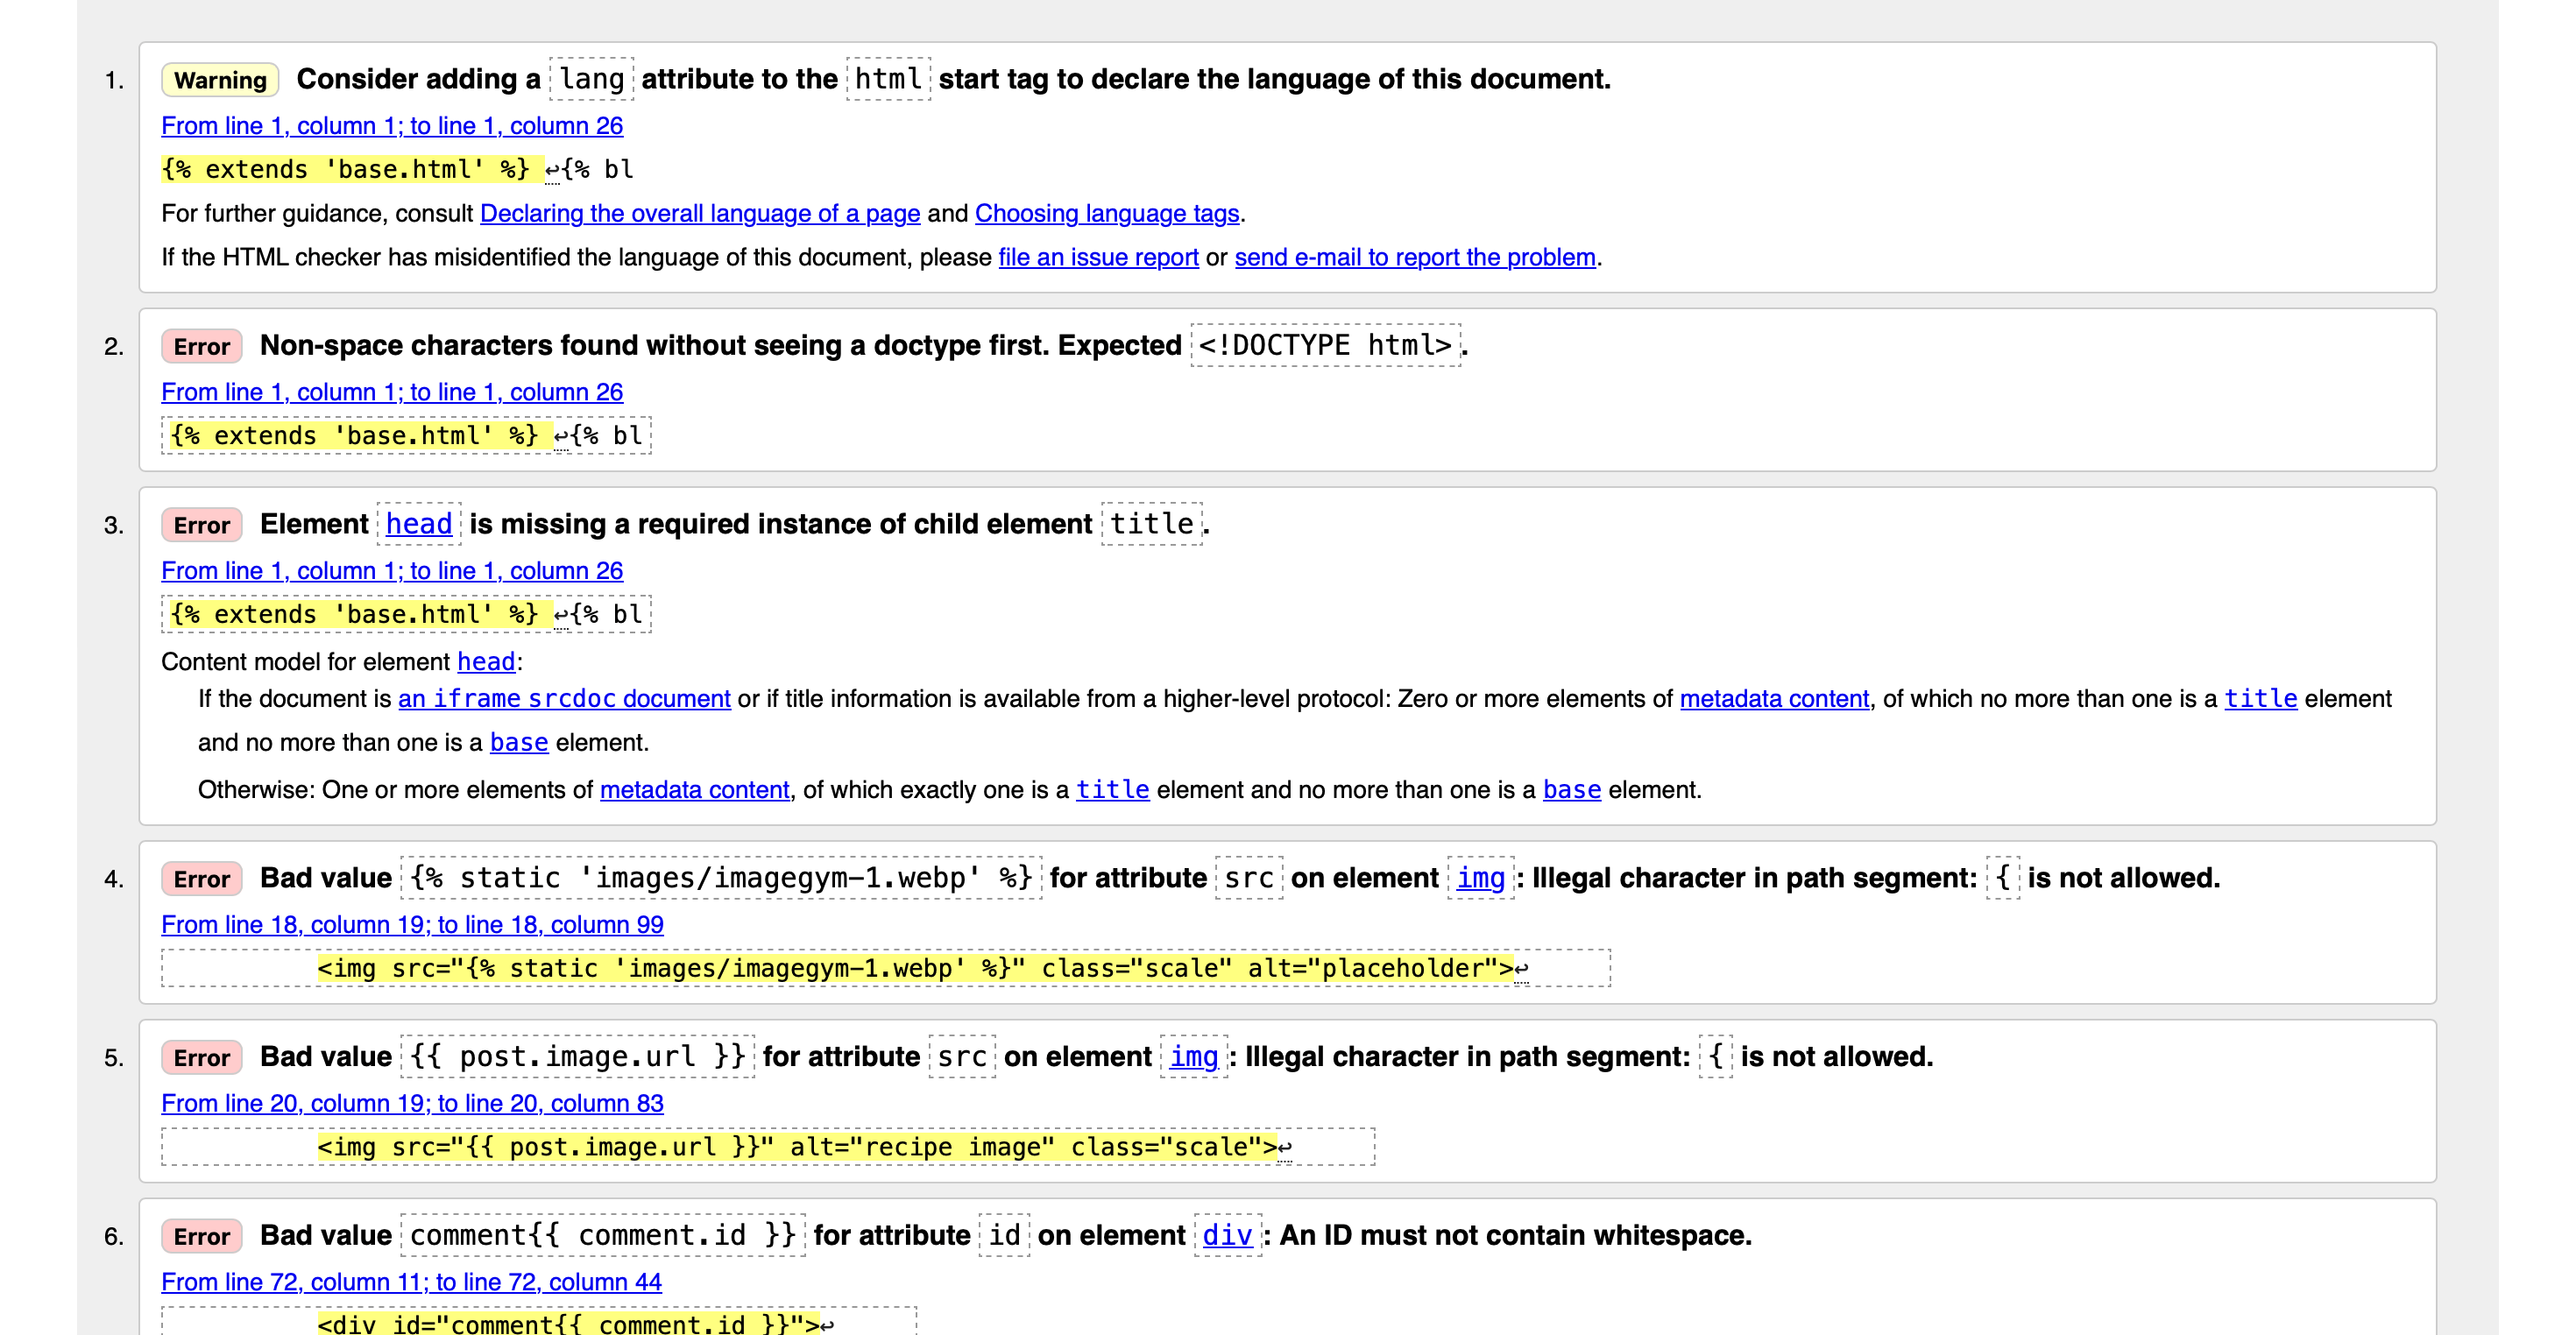 1. Warning Consider adding a lang attribute to the html start tag to declare the language of this document.
From line 1, column 1; to line 1, column 26
{% extends 'base.html' %} ↩{% bl
For further guidance, consult Declaring the overall language of a page and Choosing language tags.
If the HTML checker has misidentified the language of this document, please file an issue report or send e-mail to report the problem.
2. Error Non-space characters found without seeing a doctype first. Expected <!DOCTYPE html>.
From line 1, column 1; to line 1, column 26
{% extends 'base.html' %} ↩{% bl
3. Error Element head is missing a required instance of child element title.
From line 1, column 1; to line 1, column 26
{% extends 'base.html' %} ↩{% bl
Content model for element head:
If the document is an iframe srcdoc document or if title information is available from a higher-level protocol: Zero or more elements of metadata content, of which no more than one is a title element
and no more than one is a base element.
Otherwise: One or more elements of metadata content, of which exactly one is a title element and no more than one is a base element.
4. Error Bad value {% static 'images/imagegym-1.webp' %} for attribute src on element img: Illegal character in path segment: { is not allowed.
From line 18, column 19; to line 18, column 99
<img src="{% static 'images/imagegym-1.webp' %}" class="scale" alt="placeholder">↩
5. Error Bad value {{ post.image.url }} for attribute src on element img: Illegal character in path segment: { is not allowed.
From line 20, column 19; to line 20, column 83
<img src="{{ post.image.url }}" alt="recipe image" class="scale">↩
6. Error Bad value comment{{ comment.id }} for attribute id on element div: An ID must not contain whitespace.
From line 72, column 11; to line 72, column 44
<div id="comment{{ comment.id }}">↩